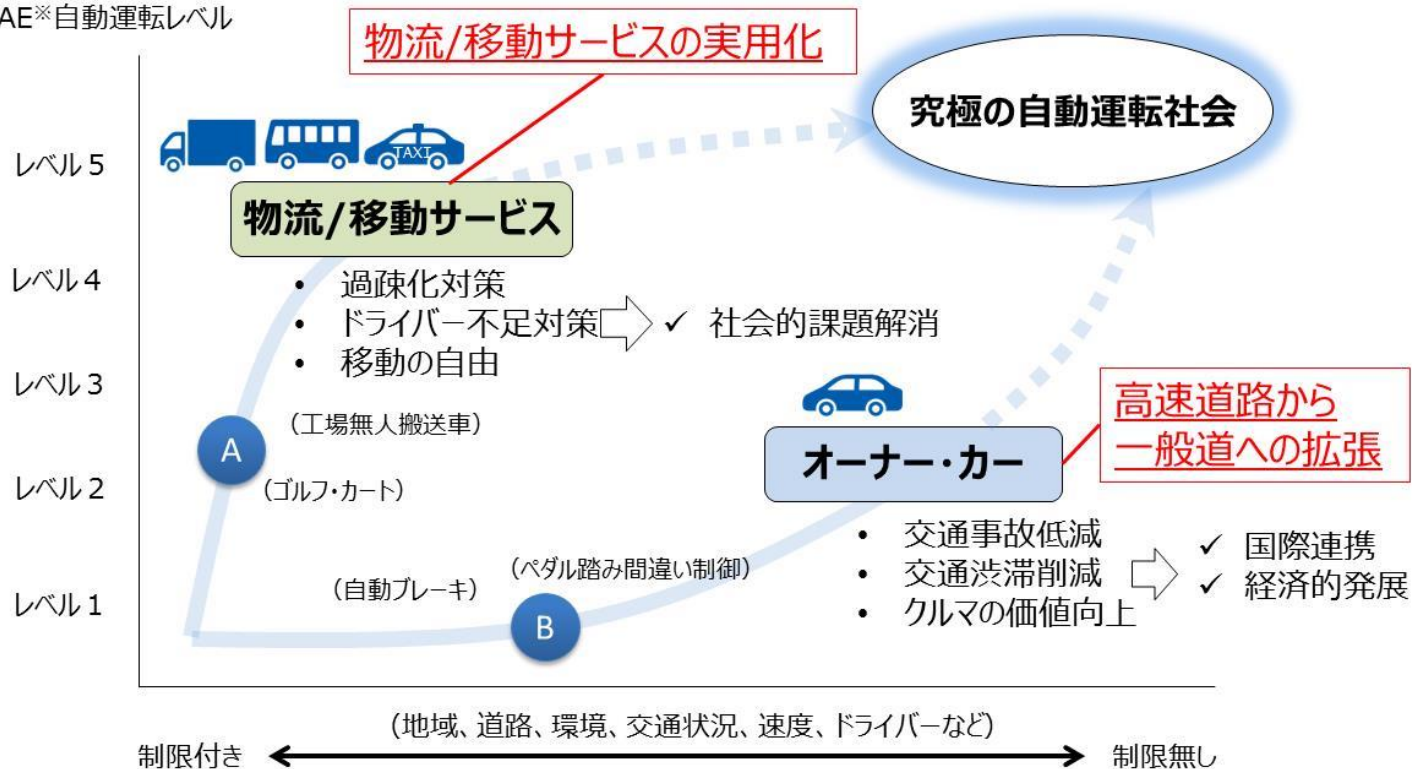 AE※自動運転レベル
物流/移動サービスの実用化
究極の自動運転社会
レベル5
TAXI
物流/移動サービス
レベル4
• 過疎化対策
• ドライバー不足対策
• 移動の自由
✓ 社会的課題解消
レベル3
高速道路から
一般道への拡張
A
(工場無人搬送車)
オーナー・カー
レベル2
(ゴルフ・カート)
• 交通事故低減
• 交通渋滞削減
• クルマの価値向上
✓ 国際連携
✓ 経済的発展
(自動ブレーキ)
(ペダル踏み間違い制御)
レベル1
B
(地域、道路、環境、交通状況、速度、ドライバーなど)
制限付き
制限無し